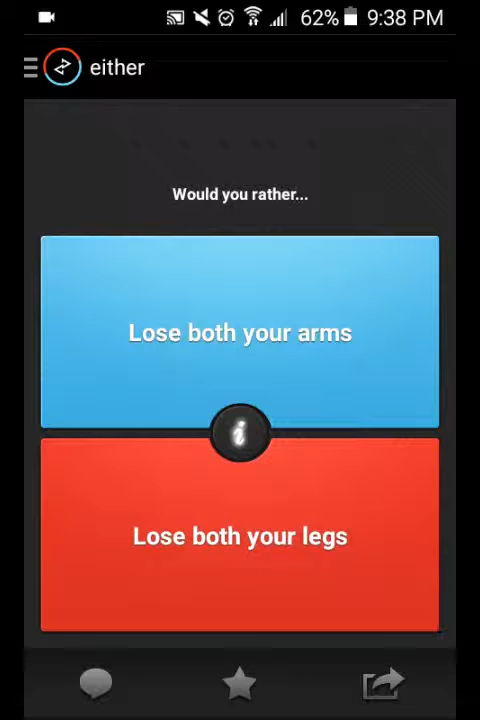 62% 9:38 PM
either
Would you rather...
Lose both your arms
i
Lose both your legs